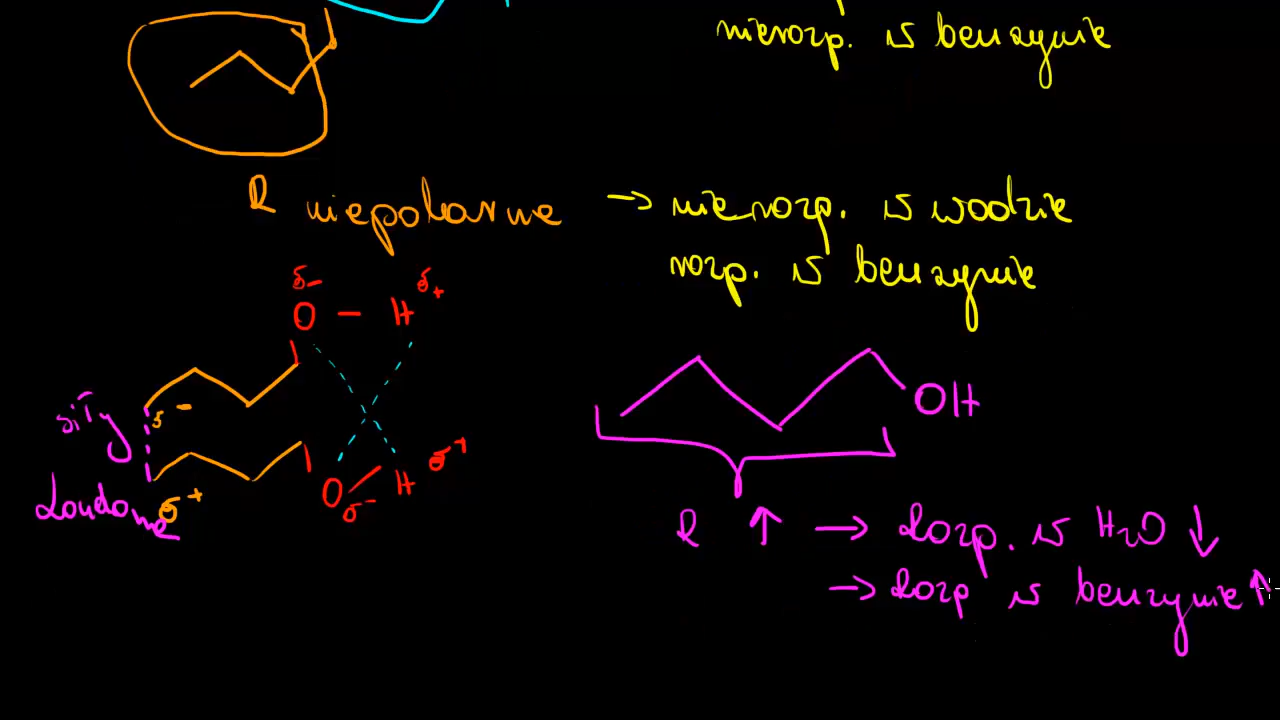 nierozp. w benzynie
R niepolarne → nierozp. w wodzie
rozp. w benzynie
δ- δ+
O - H
OH
siły
δ-
Londona
δ+
O H
δ- δ+
R ↑ → Rozp. w H2O ↓
→ Rozp w benzynie ↑